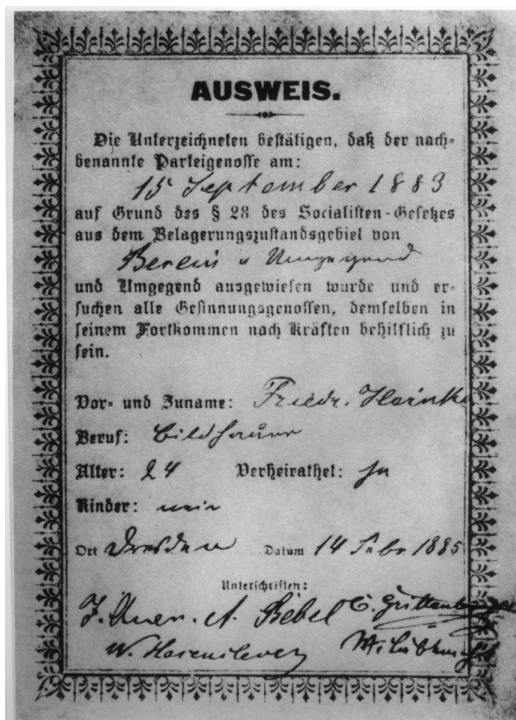 AUSWEIS.
Die Unterzeichneten bestätigen, daß der nach-
benannte Parteigenosse am:
15 September 1883
auf Grund des § 28 des Socialisten-Gesetzes
aus dem Belagerungszustandsgebiet von
Berlin u Umgegend
und Umgegend ausgewiesen wurde und er-
suchen alle Gesinnungsgenossen, demselben in
seinem Fortkommen nach Kräften behilflich zu
sein.
Vor- und Zuname: Friedr.
Beruf: Bildhauer
Alter: 24 Verheirathet: ja
Kinder:
Ort Dresden Datum 14 Febr 1885
Unterschriften:
I. Auer. A. Bebel C. Grillenberger
W. Hasenclever W. Liebknecht